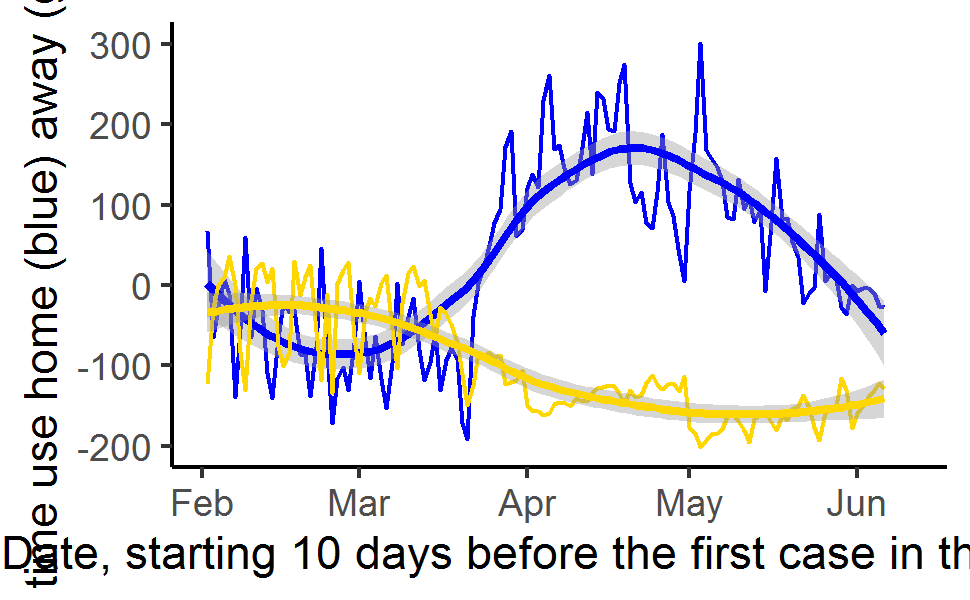 time use home (blue) away (
300
200
100
0
-100
-200
Feb Mar Apr May Jun
Date, starting 10 days before the first case in th